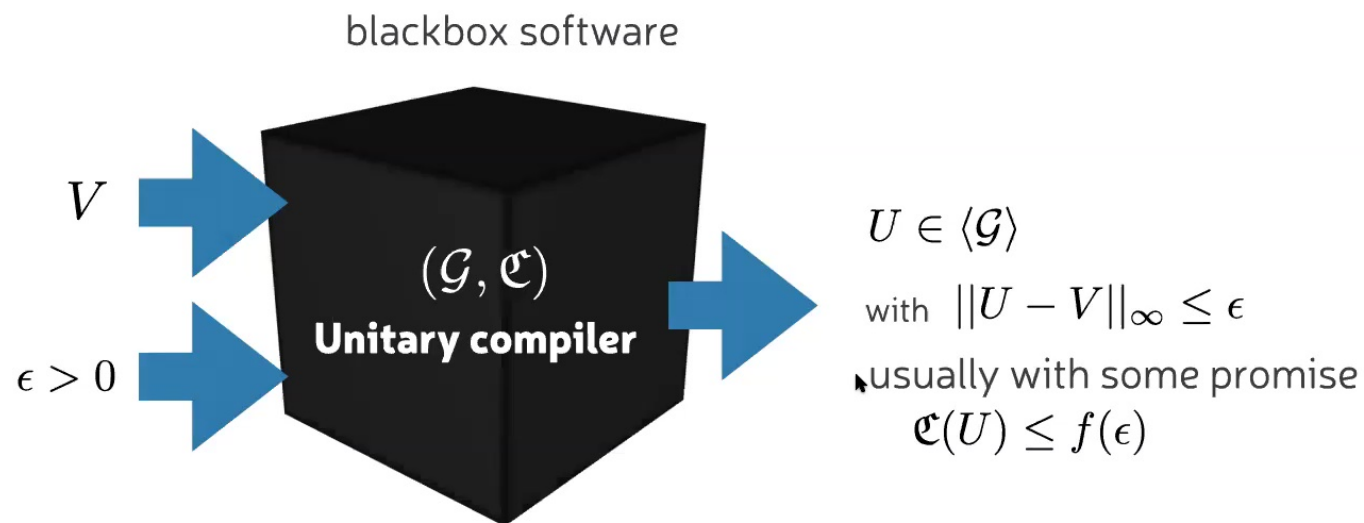 blackbox software
V
ϵ > 0
(𝒢, ℭ)
Unitary compiler
U ∈ ⟨𝒢⟩
with ||U − V||∞ ≤ ϵ
usually with some promise
ℭ(U) ≤ f(ϵ)